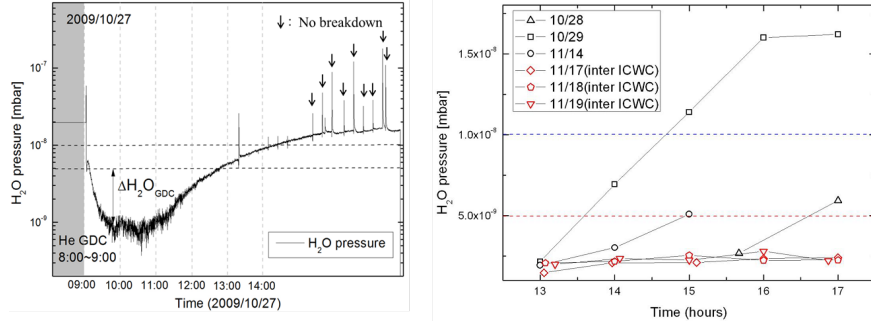 2009/10/27
↓: No breakdown
H₂O pressure [mbar]
10⁻⁷
10⁻⁸
10⁻⁹
ΔH₂O_GDC
He GDC
8:00~9:00
H₂O pressure
09:00 10:00 11:00 12:00 13:00 14:00
Time (2009/10/27)
H₂O pressure [mbar]
1.5x10⁻⁸
1.0x10⁻⁸
5.0x10⁻⁹
10/28
10/29
11/14
11/17(inter ICWC)
11/18(inter ICWC)
11/19(inter ICWC)
13 14 15 16 17
Time (hours)